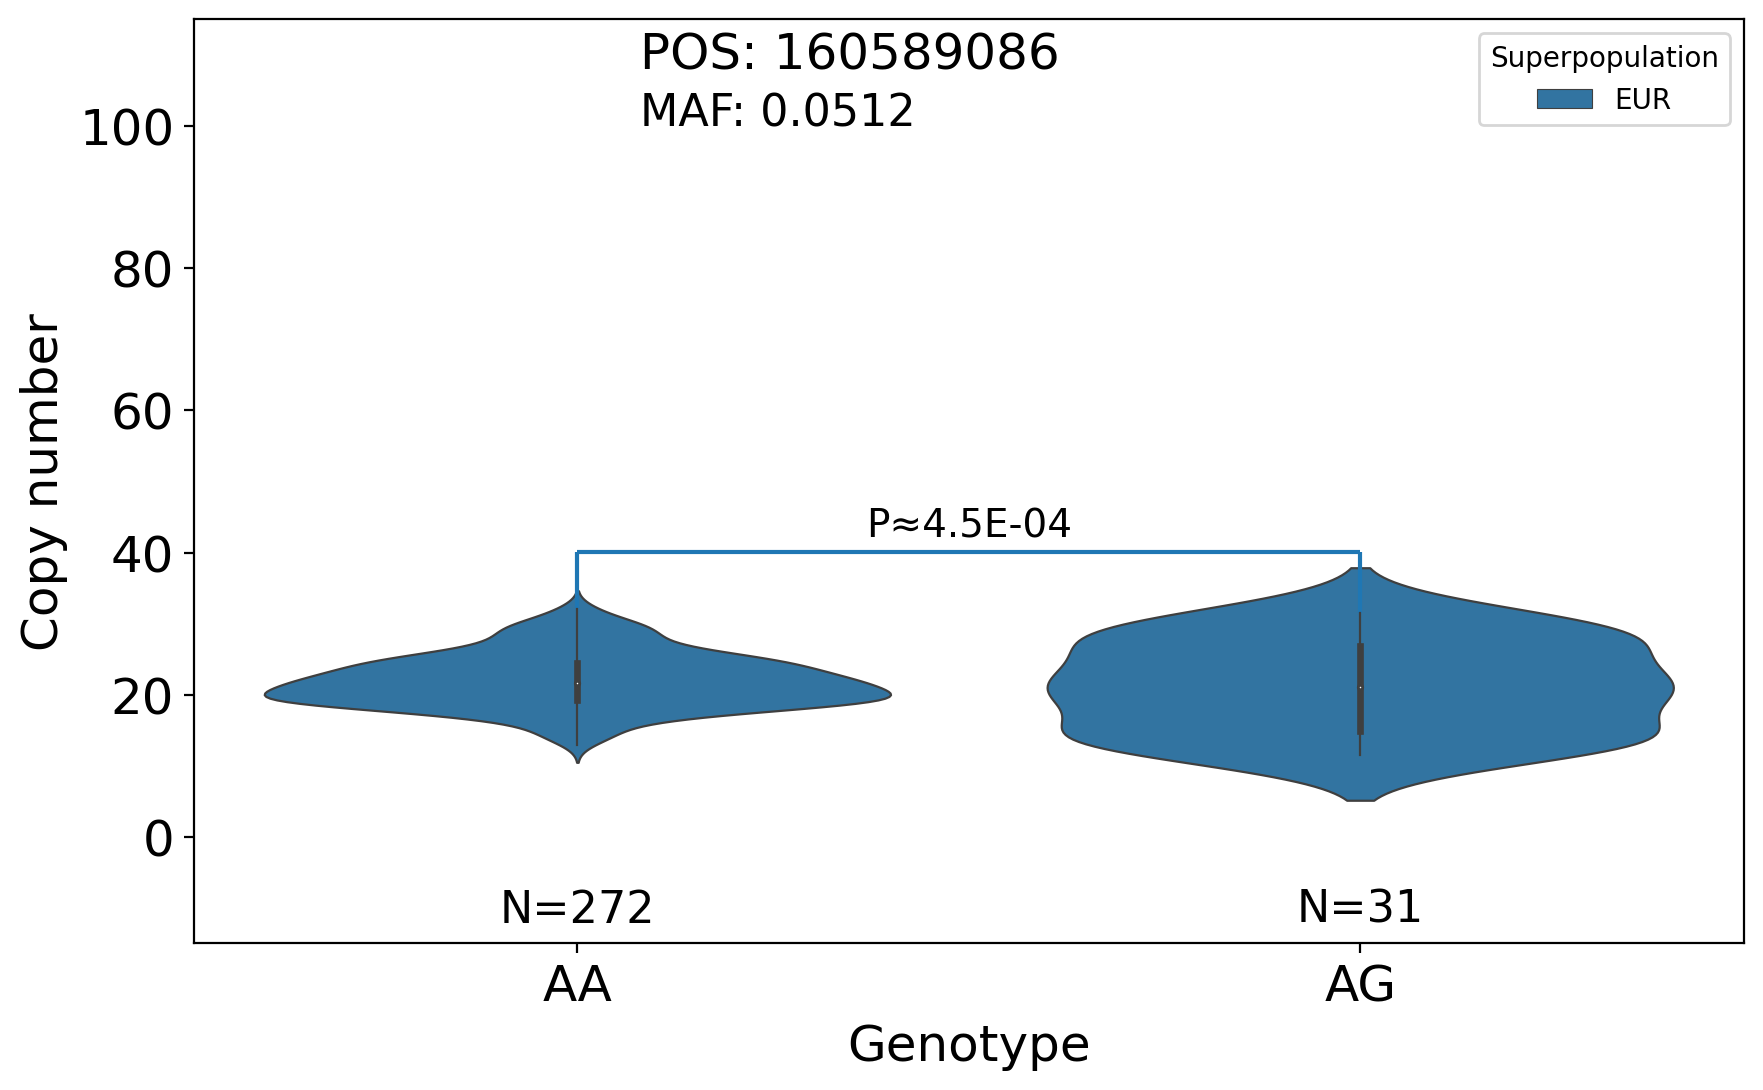 POS: 160589086
MAF: 0.0512
Superpopulation
EUR
100
80
60
40
20
0
Copy number
P≈4.5E-04
N=272
N=31
AA
AG
Genotype